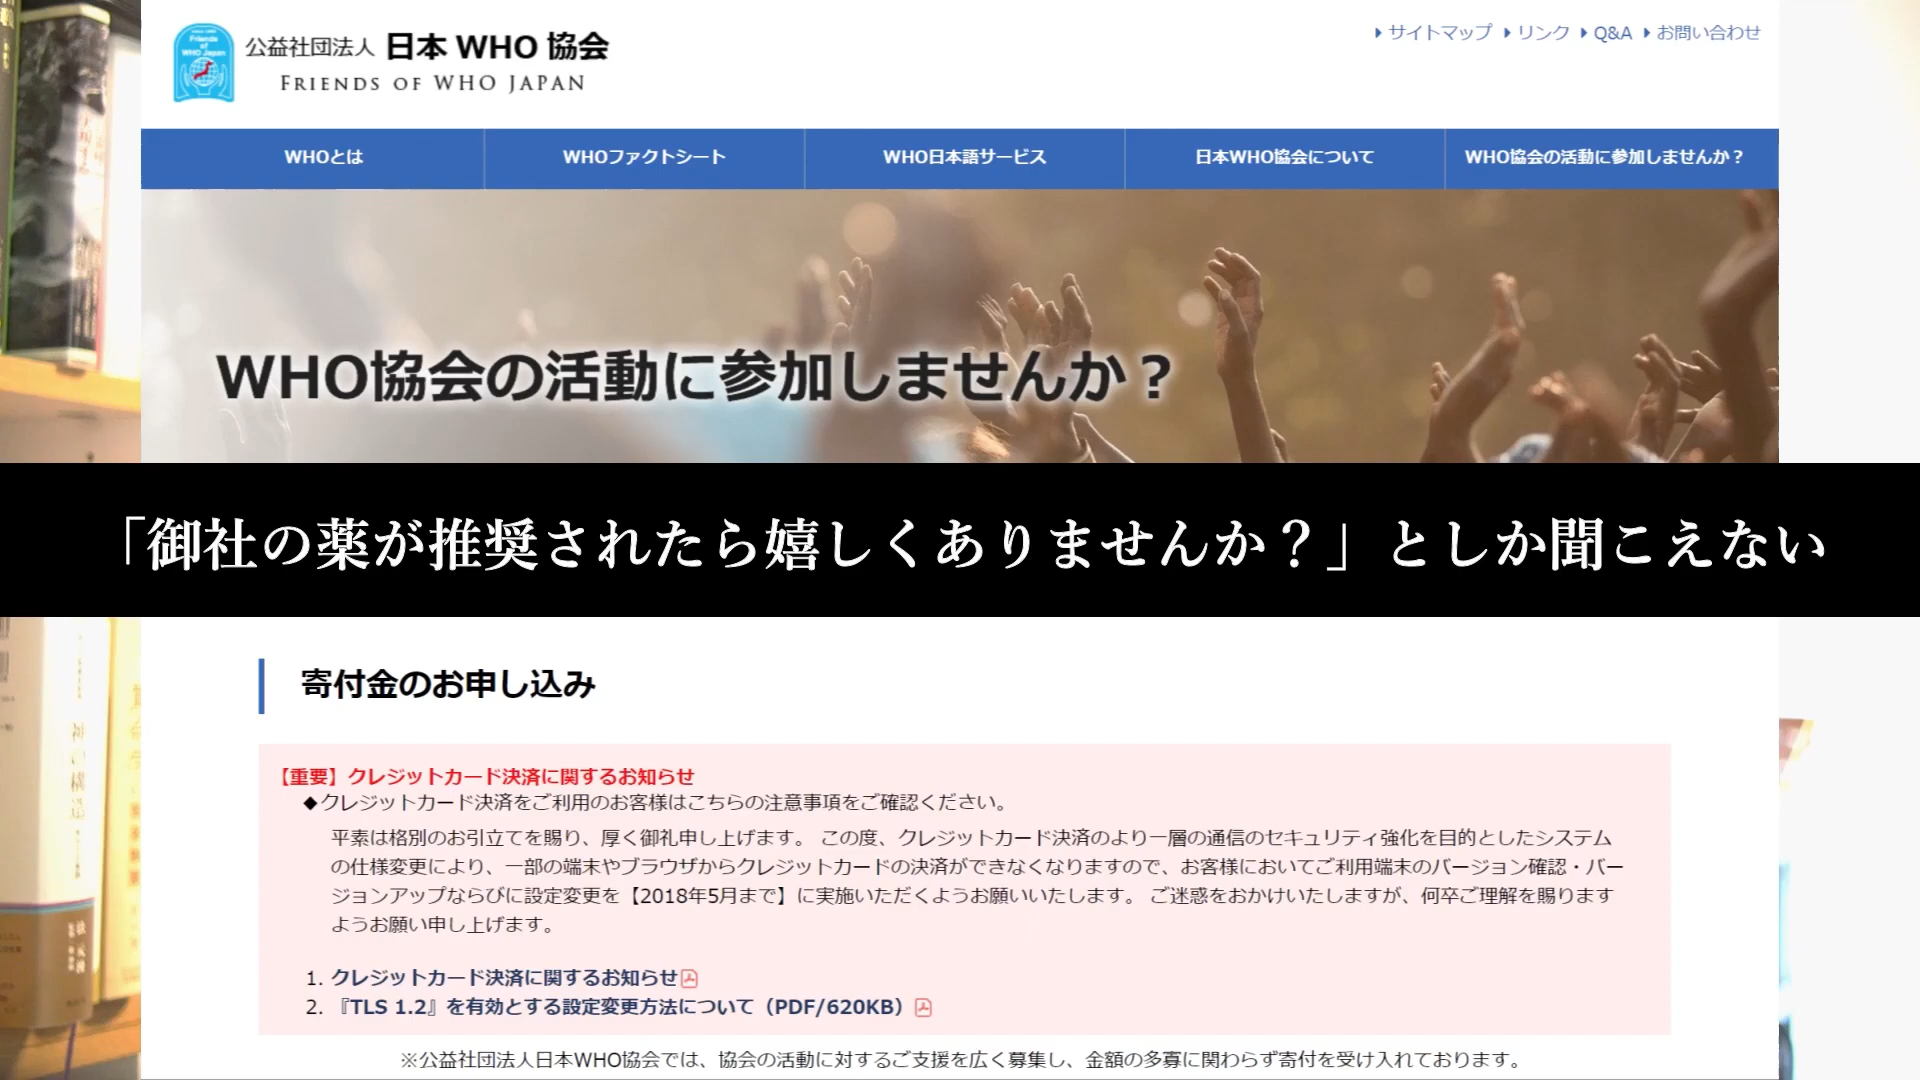 公益社団法人 日本 WHO 協会
FRIENDS OF WHO JAPAN
サイトマップ リンク Q&A お問い合わせ
WHOとは WHOファクトシート WHO日本語サービス 日本WHO協会について WHO協会の活動に参加しませんか？
WHO協会の活動に参加しませんか？
「御社の薬が推奨されたら嬉しくありませんか？」としか聞こえない
寄付金のお申し込み
【重要】クレジットカード決済に関するお知らせ
◆クレジットカード決済をご利用のお客様はこちらの注意事項をご確認ください。
平素は格別のお引立てを賜り、厚く御礼申し上げます。 この度、クレジットカード決済のより一層の通信のセキュリティ強化を目的としたシステム
の仕様変更により、一部の端末やブラウザからクレジットカードの決済ができなくなりますので、お客様においてご利用端末のバージョン確認・バー
ジョンアップならびに設定変更を【2018年5月まで】に実施いただくようお願いいたします。 ご迷惑をおかけいたしますが、何卒ご理解を賜ります
ようお願い申し上げます。
1. クレジットカード決済に関するお知らせ
2. 『TLS 1.2』を有効とする設定変更方法について（PDF/620KB）
※公益社団法人日本WHO協会では、協会の活動に対するご支援を広く募集し、金額の多寡に関わらず寄付を受け入れております。